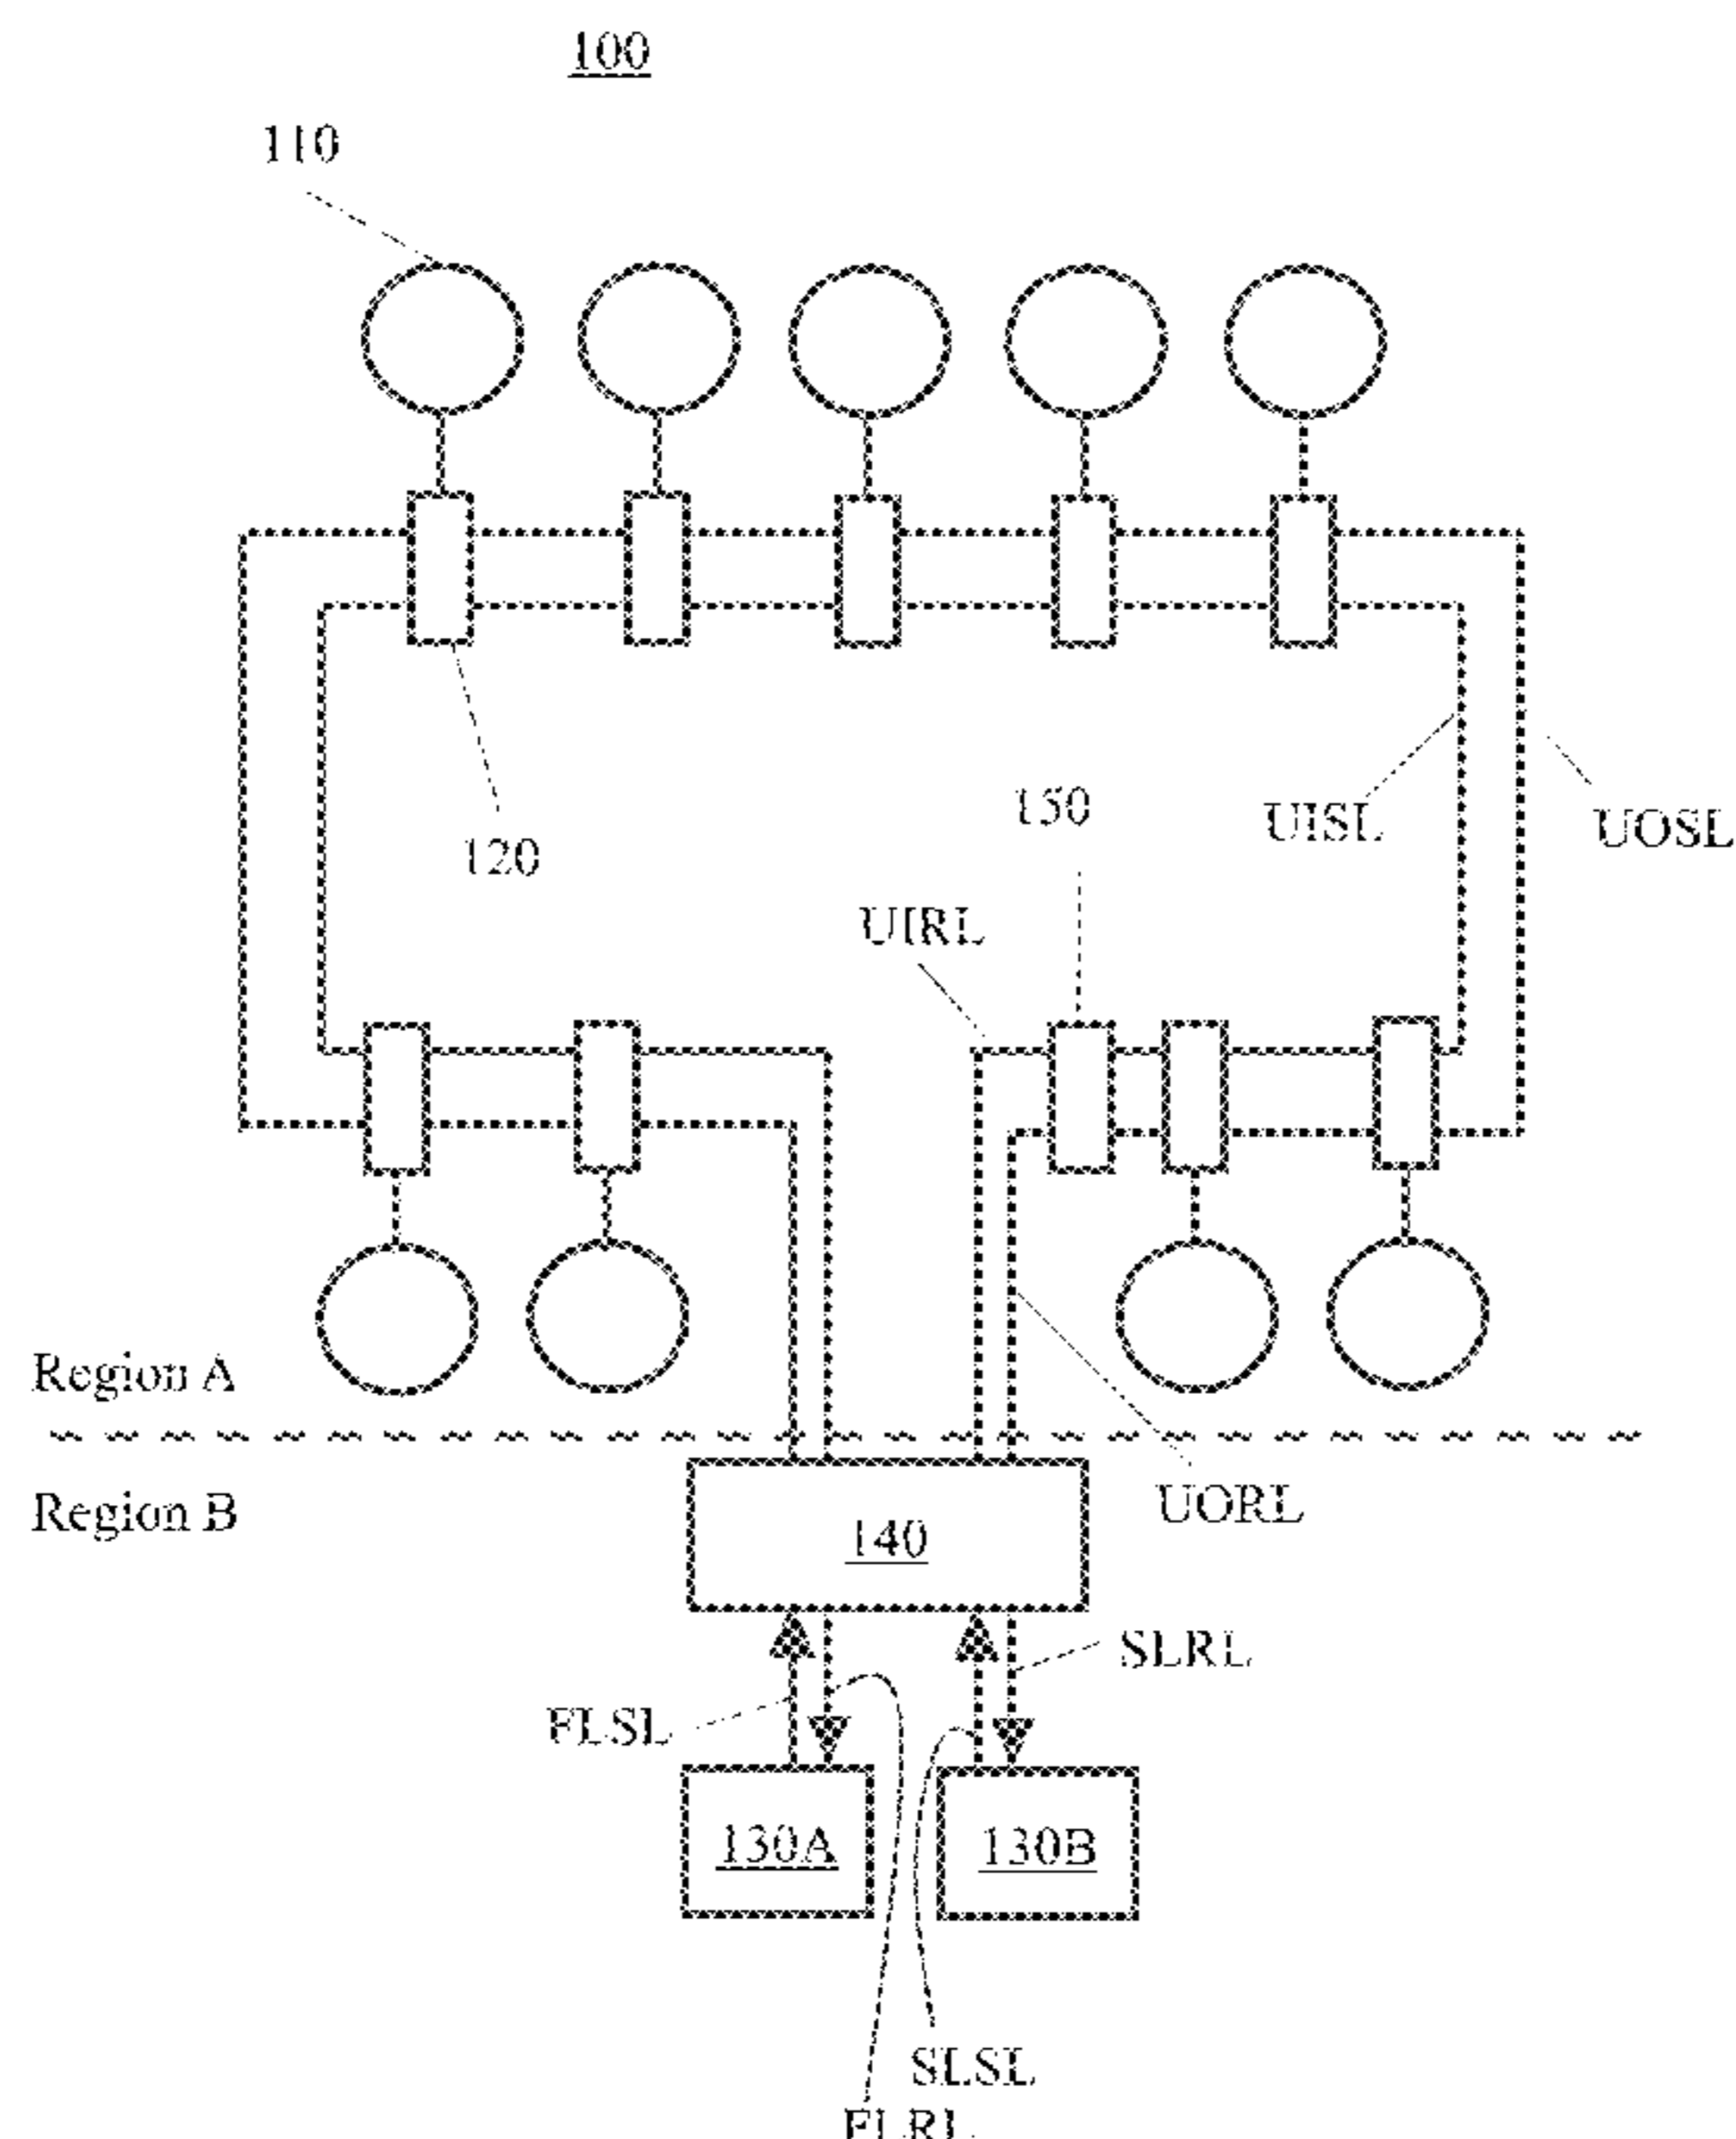 100
110
120
150
UISL
UOSL
UIRL
Region A
Region B
UORL
140
SLRL
FLSL
130A
130B
SLSL
FLRL